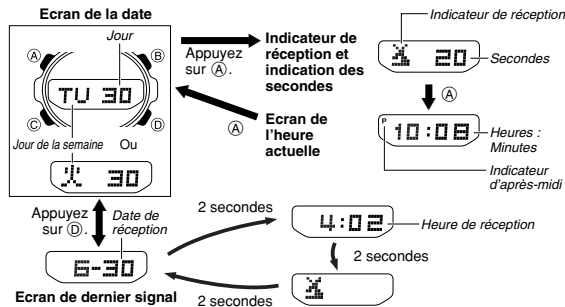 Ecran de la date
Jour
Ⓐ
Ⓑ
TU 30
Ⓒ
Ⓓ
Jour de la semaine
Ou
火 30
Appuyez
sur Ⓐ.
Indicateur de
réception et
indication des
secondes
Indicateur de réception
20
Secondes
Ⓐ
Ⓐ
Ecran de
l'heure
actuelle
P
10:08
Heures :
Minutes
Indicateur
d'après-midi
Appuyez
sur Ⓓ.
Date de
réception
6-30
Ecran de dernier signal
2 secondes
4:02
Heure de réception
2 secondes
2 secondes